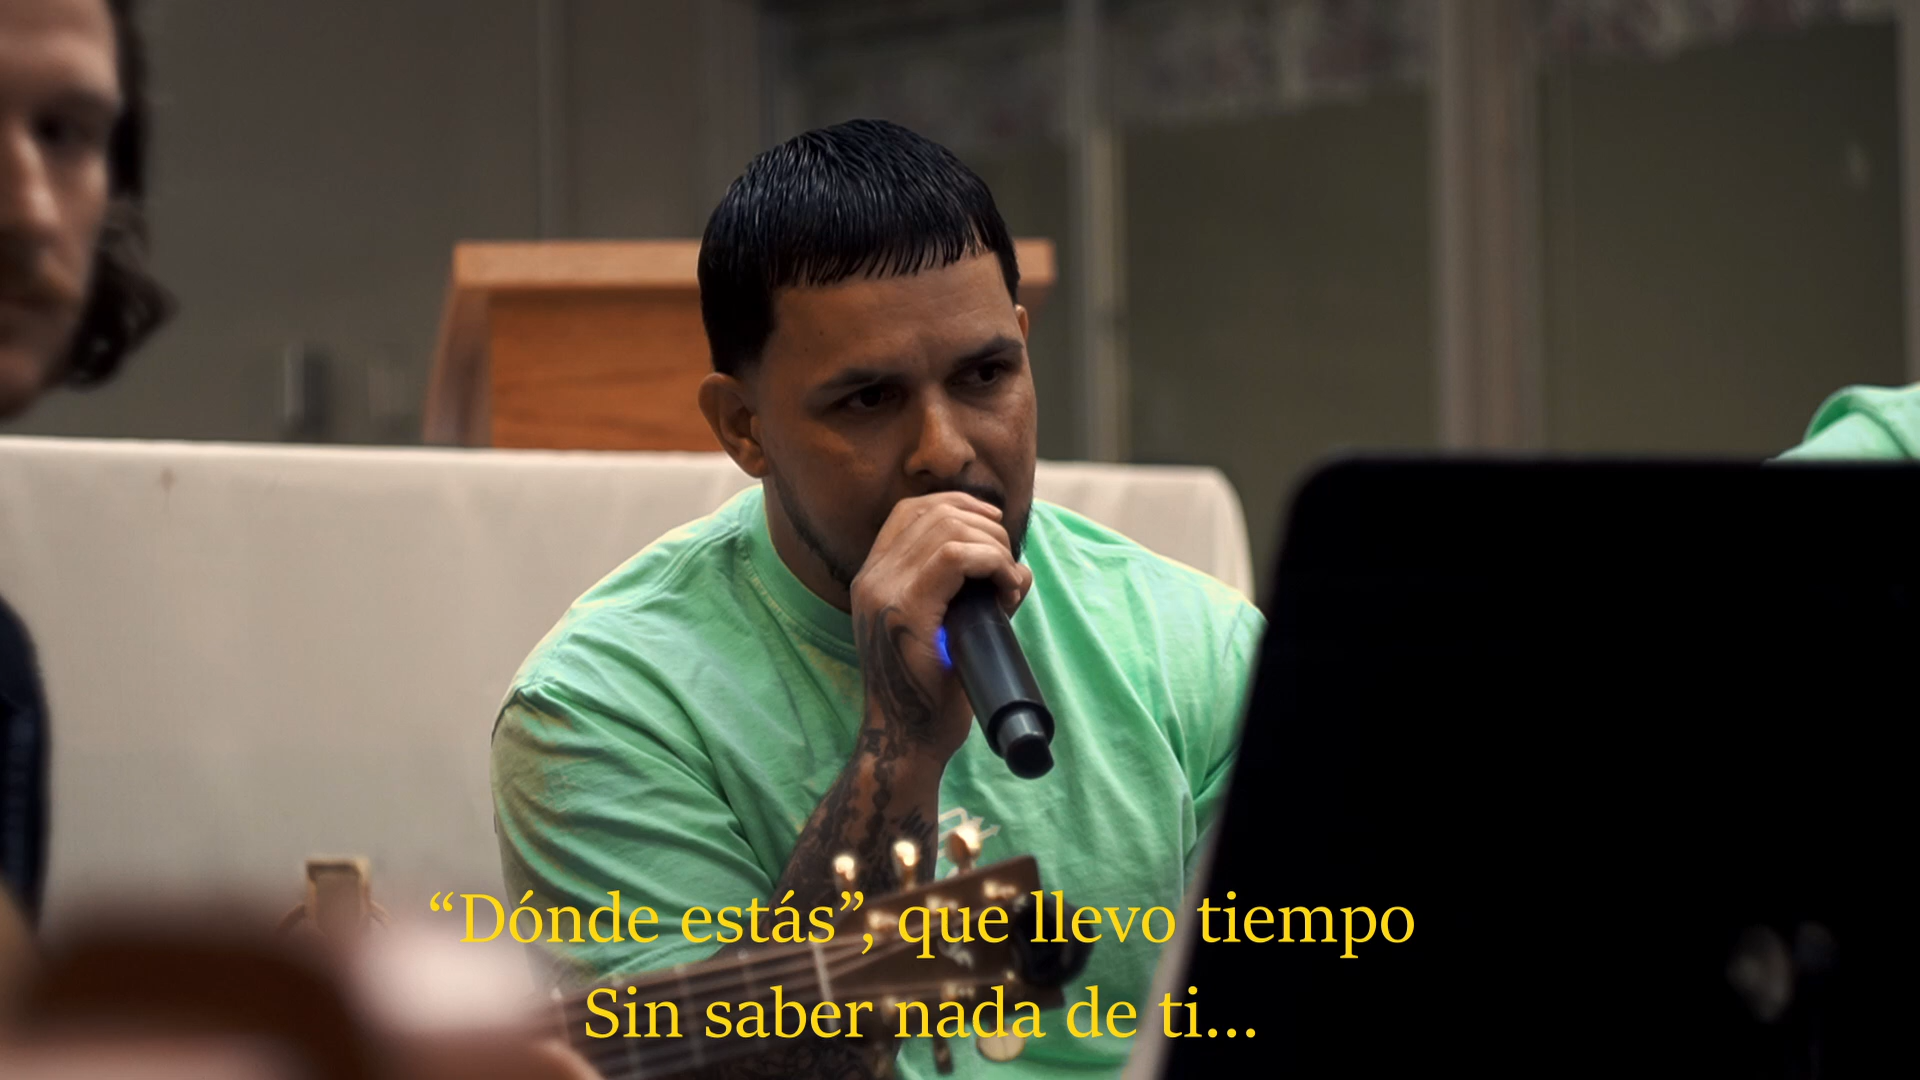 “Dónde estás”, que llevo tiempo
Sin saber nada de ti...